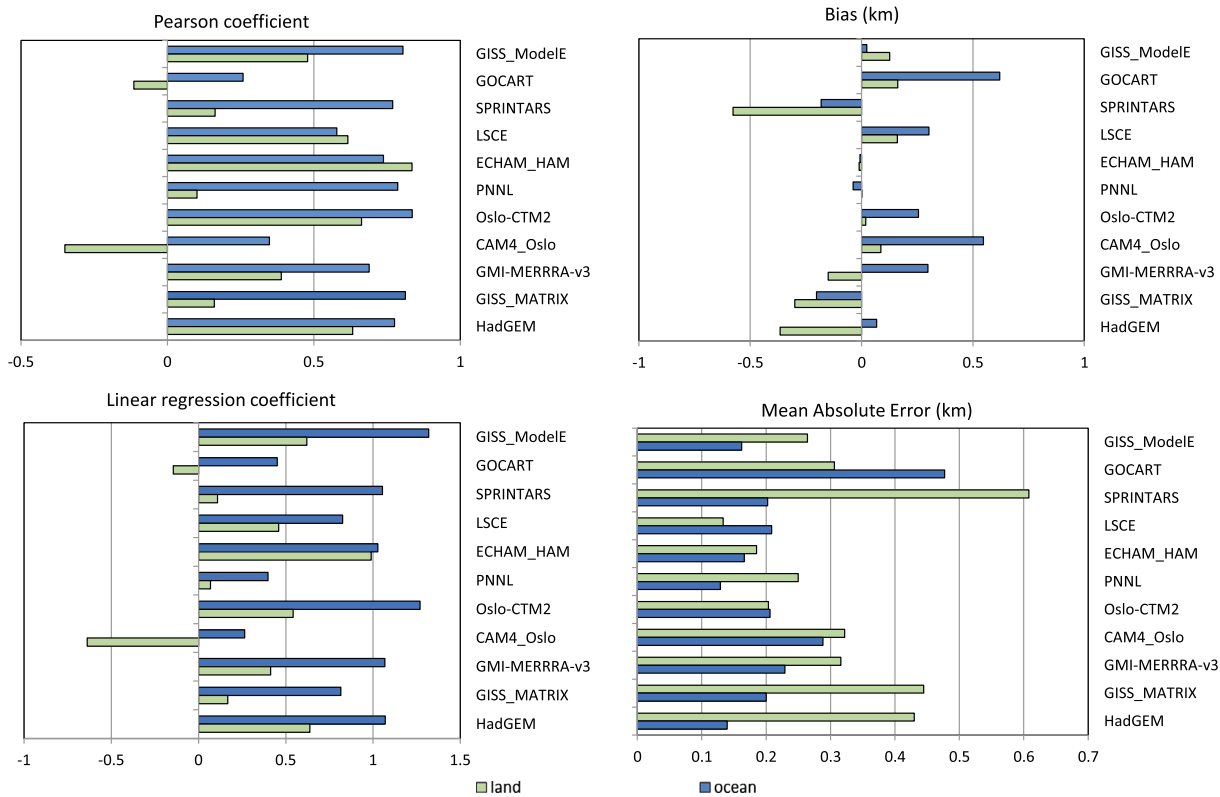 Pearson coefficient
GISS_ModelE
GOCART
SPRINTARS
LSCE
ECHAM_HAM
PNNL
Oslo-CTM2
CAM4_Oslo
GMI-MERRRA-v3
GISS_MATRIX
HadGEM
-0.5 0 0.5 1
Bias (km)
GISS_ModelE
GOCART
SPRINTARS
LSCE
ECHAM_HAM
PNNL
Oslo-CTM2
CAM4_Oslo
GMI-MERRRA-v3
GISS_MATRIX
HadGEM
-1 -0.5 0 0.5 1
Linear regression coefficient
GISS_ModelE
GOCART
SPRINTARS
LSCE
ECHAM_HAM
PNNL
Oslo-CTM2
CAM4_Oslo
GMI-MERRRA-v3
GISS_MATRIX
HadGEM
-1 -0.5 0 0.5 1 1.5
Mean Absolute Error (km)
GISS_ModelE
GOCART
SPRINTARS
LSCE
ECHAM_HAM
PNNL
Oslo-CTM2
CAM4_Oslo
GMI-MERRRA-v3
GISS_MATRIX
HadGEM
0 0.1 0.2 0.3 0.4 0.5 0.6 0.7
land ocean